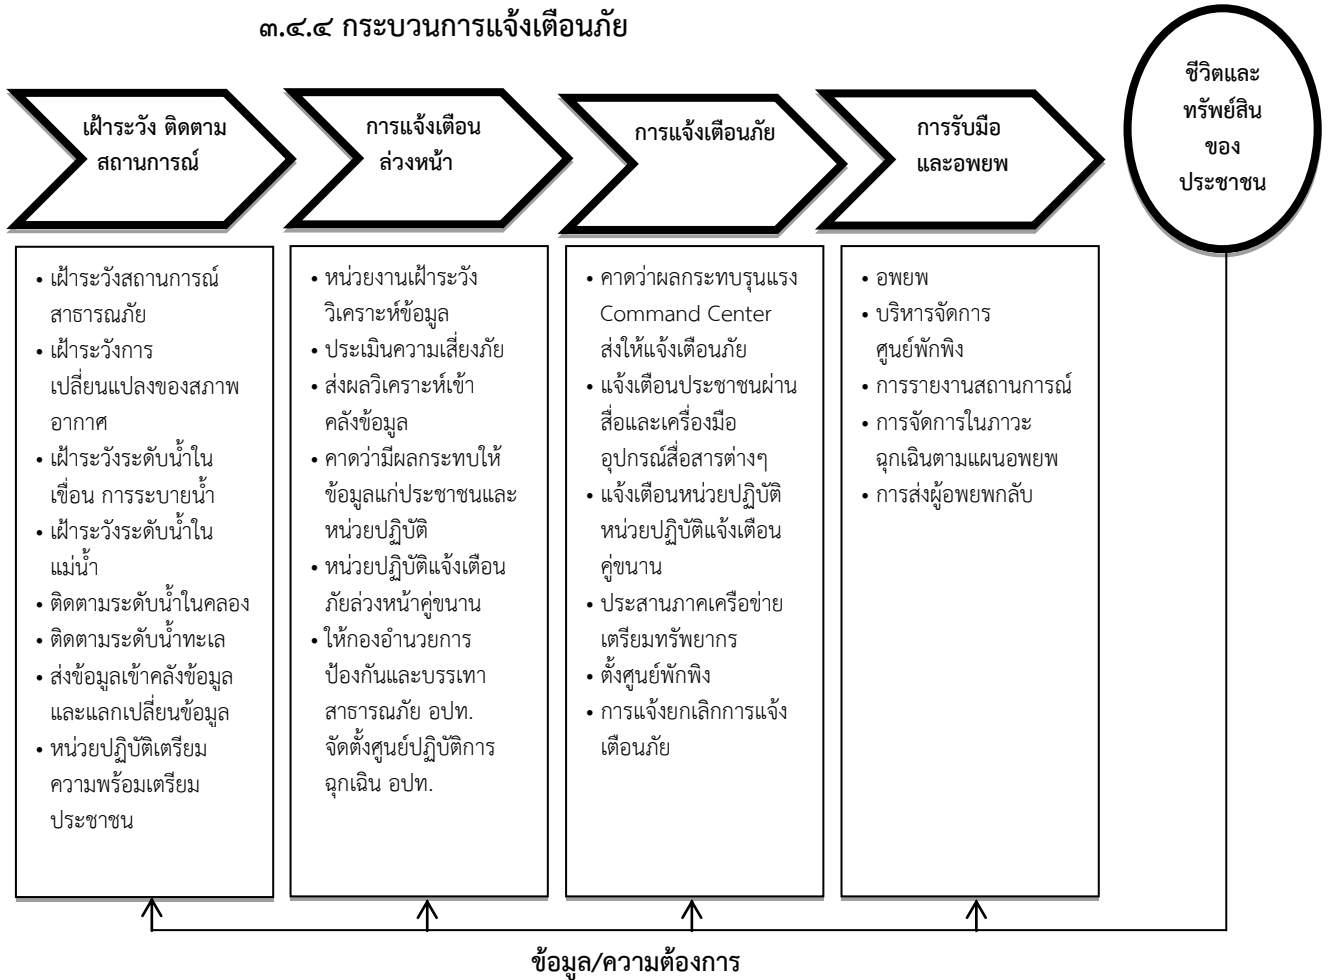 ๓.๔.๔ กระบวนการแจ้งเตือนภัย
เฝ้าระวัง ติดตาม
สถานการณ์
การแจ้งเตือน
ล่วงหน้า
การแจ้งเตือนภัย
การรับมือ
และอพยพ
ชีวิตและ
ทรัพย์สิน
ของ
ประชาชน
• เฝ้าระวังสถานการณ์
สาธารณภัย
• เฝ้าระวังการ
เปลี่ยนแปลงของสภาพ
อากาศ
• เฝ้าระวังระดับน้ำใน
เขื่อน การระบายน้ำ
• เฝ้าระวังระดับน้ำใน
แม่น้ำ
• ติดตามระดับน้ำในคลอง
• ติดตามระดับน้ำทะเล
• ส่งข้อมูลเข้าคลังข้อมูล
และแลกเปลี่ยนข้อมูล
• หน่วยปฏิบัติเตรียม
ความพร้อมเตรียม
ประชาชน
• หน่วยงานเฝ้าระวัง
วิเคราะห์ข้อมูล
• ประเมินความเสี่ยงภัย
• ส่งผลวิเคราะห์เข้า
คลังข้อมูล
• คาดว่ามีผลกระทบให้
ข้อมูลแก่ประชาชนและ
หน่วยปฏิบัติ
• หน่วยปฏิบัติแจ้งเตือน
ภัยล่วงหน้าคู่ขนาน
• ให้กองอำนวยการ
ป้องกันและบรรเทา
สาธารณภัย อปท.
จัดตั้งศูนย์ปฏิบัติการ
ฉุกเฉิน อปท.
• คาดว่าผลกระทบรุนแรง
Command Center
ส่งให้แจ้งเตือนภัย
• แจ้งเตือนประชาชนผ่าน
สื่อและเครื่องมือ
อุปกรณ์สื่อสารต่างๆ
• แจ้งเตือนหน่วยปฏิบัติ
หน่วยปฏิบัติแจ้งเตือน
คู่ขนาน
• ประสานภาคเครือข่าย
เตรียมทรัพยากร
• ตั้งศูนย์พักพิง
• การแจ้งยกเลิกการแจ้ง
เตือนภัย
• อพยพ
• บริหารจัดการ
ศูนย์พักพิง
• การรายงานสถานการณ์
• การจัดการในภาวะ
ฉุกเฉินตามแผนอพยพ
• การส่งผู้อพยพกลับ
ข้อมูล/ความต้องการ